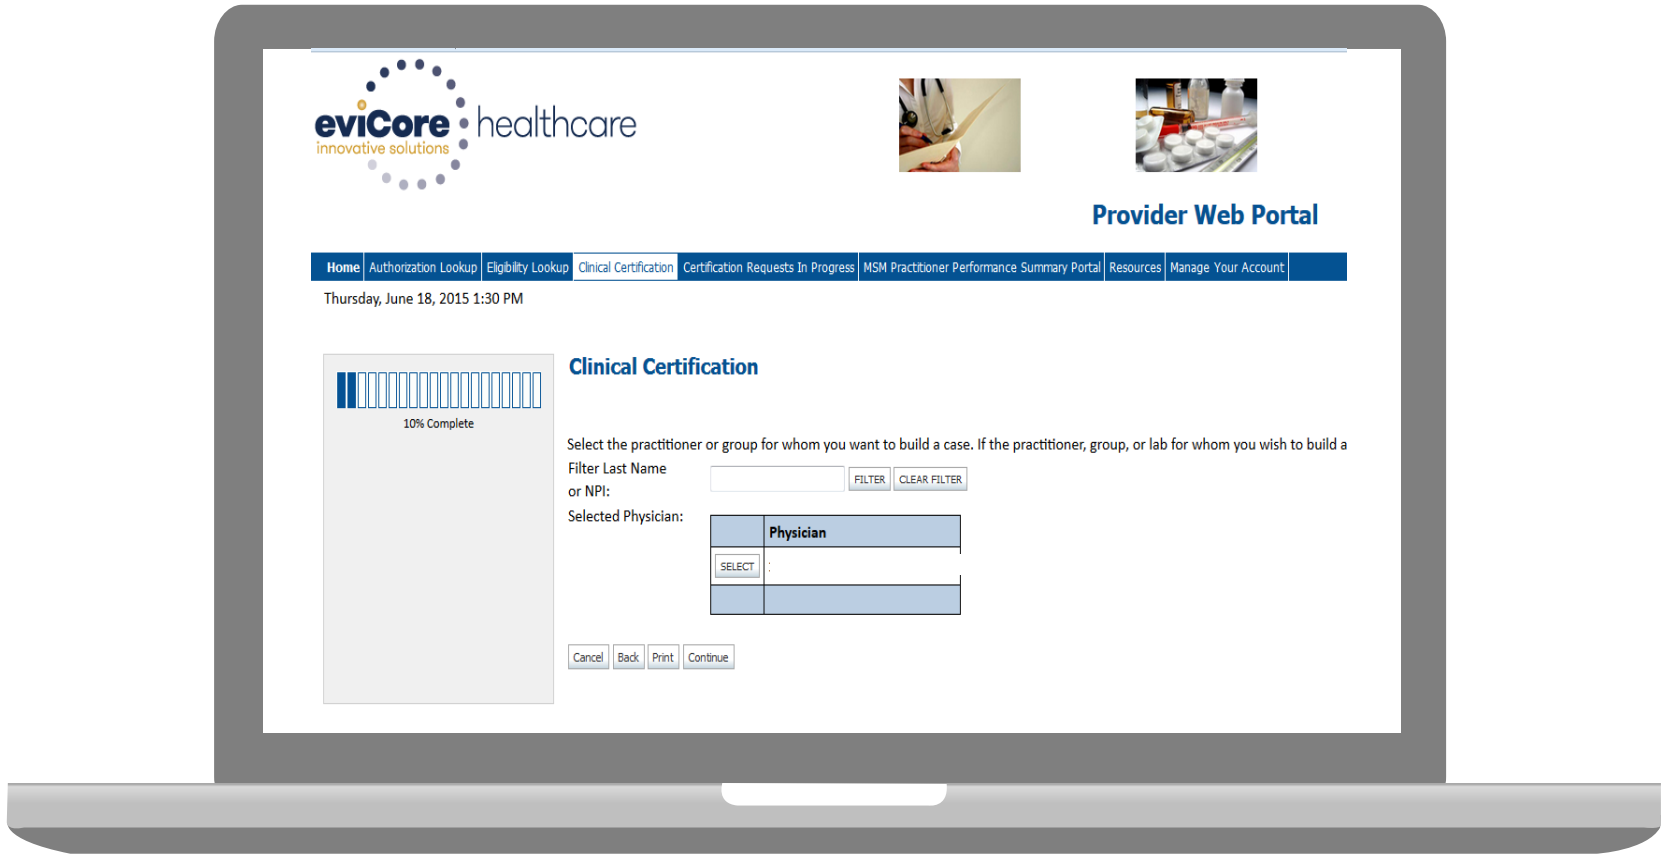 eviCore healthcare
innovative solutions
Provider Web Portal
Home Authorization Lookup Eligibility Lookup Clinical Certification Certification Requests In Progress MSM Practitioner Performance Summary Portal Resources Manage Your Account
Thursday, June 18, 2015 1:30 PM
Clinical Certification
10% Complete
Select the practitioner or group for whom you want to build a case. If the practitioner, group, or lab for whom you wish to build a
Filter Last Name
or NPI:
FILTER CLEAR FILTER
Selected Physician:
Physician
SELECT
Cancel Back Print Continue